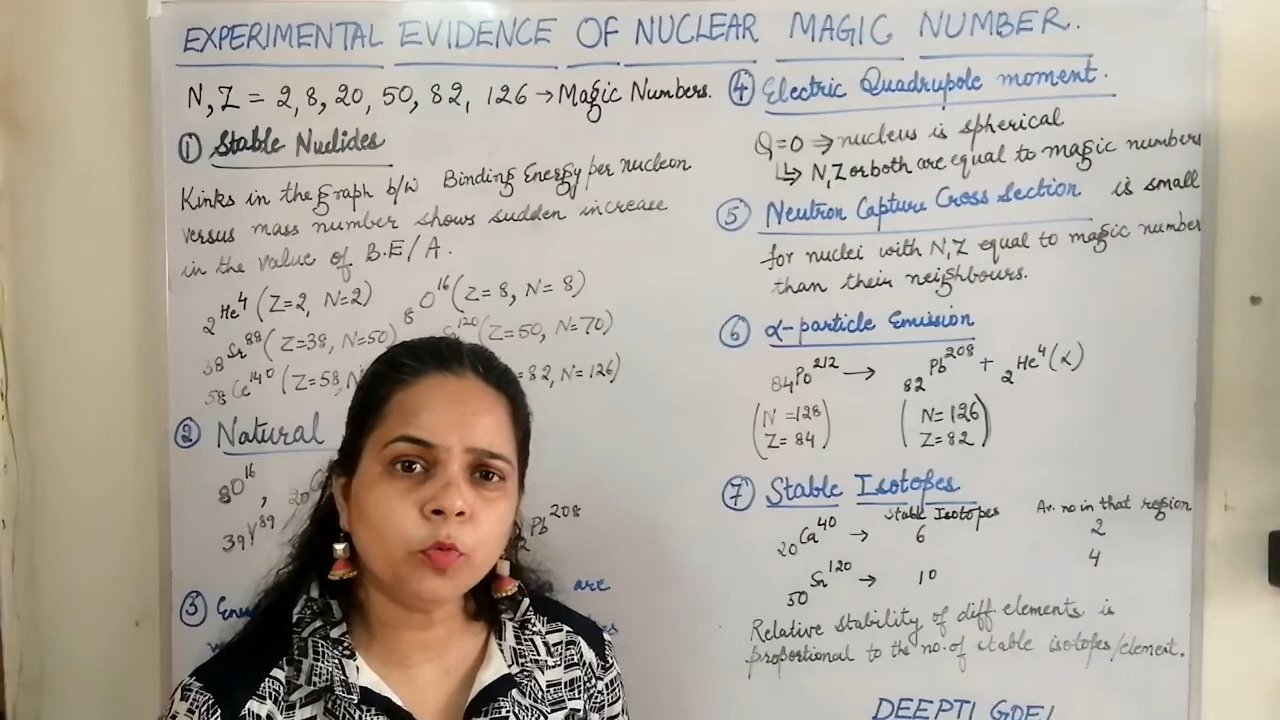 EXPERIMENTAL EVIDENCE OF NUCLEAR MAGIC NUMBER.
N, Z = 2, 8, 20, 50, 82, 126 → Magic Numbers.
① Stable Nuclides
Kinks in the graph b/w Binding Energy per nucleon
versus mass number shows sudden increase
in the value of B.E/A.
₂He⁴ (Z=2, N=2) ₈O¹⁶ (Z=8, N=8)
₃₈Sr⁸⁸ (Z=38, N=50) ¹²⁰ (Z=50, N=70)
₅₈Ce¹⁴⁰ (Z=58, N =82, N=126)
② Natural
₈O¹⁶, ₂₀
₃₉Y⁸⁹ Pb²⁰⁸
③ are
④ Electric Quadrupole moment.
Q=0 ⇒ nucleus is spherical
↳ N, Z or both are equal to magic numbers
⑤ Neutron Capture Cross Section is small
for nuclei with N, Z equal to magic number
than their neighbours.
⑥ α-particle Emission
₈₄Po²¹² → ₈₂Pb²⁰⁸ + ₂He⁴ (α)
(N=128 (N=126)
Z=84) Z=82)
⑦ Stable Isotopes
Stable Isotopes Av. no in that region
₂₀Ca⁴⁰ → 6 2
₅₀Sn¹²⁰ → 10 4
Relative stability of diff elements is
proportional to the no. of stable isotopes/element.
DEEPTI GOEL